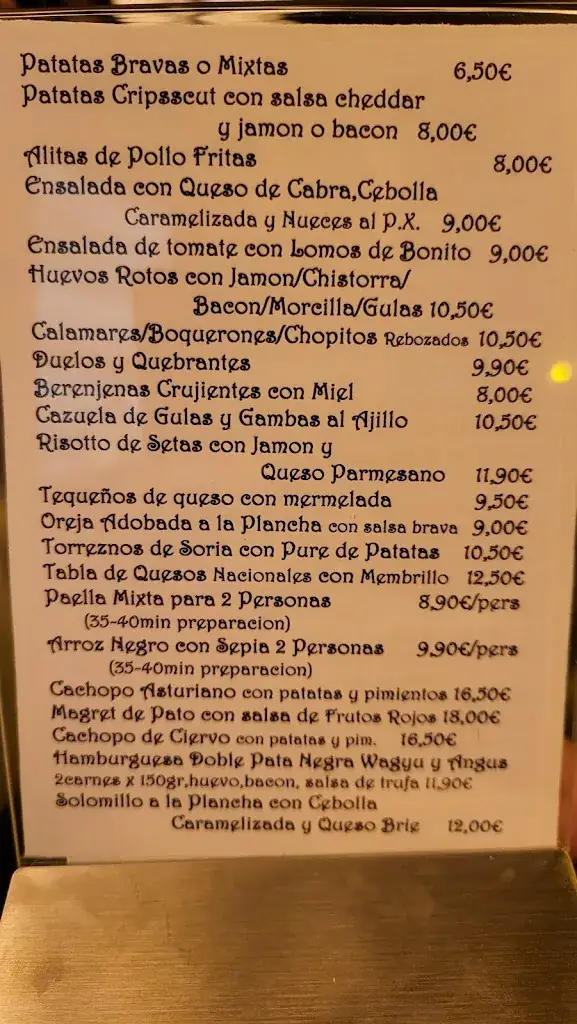 Patatas Bravas o Mixtas 6,50€
Patatas Cripsscut con salsa cheddar
y jamon o bacon 8,00€
Alitas de Pollo Fritas 8,00€
Ensalada con Queso de Cabra,Cebolla
Caramelizada y Nueces al P.X. 9,00€
Ensalada de tomate con Lomos de Bonito 9,00€
Huevos Rotos con Jamon/Chistorra/
Bacon/Morcilla/Gulas 10,50€
Calamares/Boquerones/Chopitos Rebozados 10,50€
Duelos y Quebrantes 9,90€
Berenjenas Crujientes con Miel 8,00€
Cazuela de Gulas y Gambas al Ajillo 10,50€
Risotto de Setas con Jamon y
Queso Parmesano 11,90€
Tequeños de queso con mermelada 9,50€
Oreja Adobada a la Plancha con salsa brava 9,00€
Torreznos de Soria con Pure de Patatas 10,50€
Tabla de Quesos Nacionales con Membrillo 12,50€
Paella Mixta para 2 Personas 8,90€/pers
(35-40min preparacion)
Arroz Negro con Sepia 2 Personas 9,90€/pers
(35-40min preparacion)
Cachopo Asturiano con patatas y pimientos 16,50€
Magret de Pato con salsa de Frutos Rojos 18,00€
Cachopo de Ciervo con patatas y pim. 16,50€
Hamburguesa Doble Pata Negra Wagyu y Angus
2carnes x 150gr,huevo,bacon, salsa de trufa 11,90€
Solomillo a la Plancha con Cebolla
Caramelizada y Queso Brie 12,00€